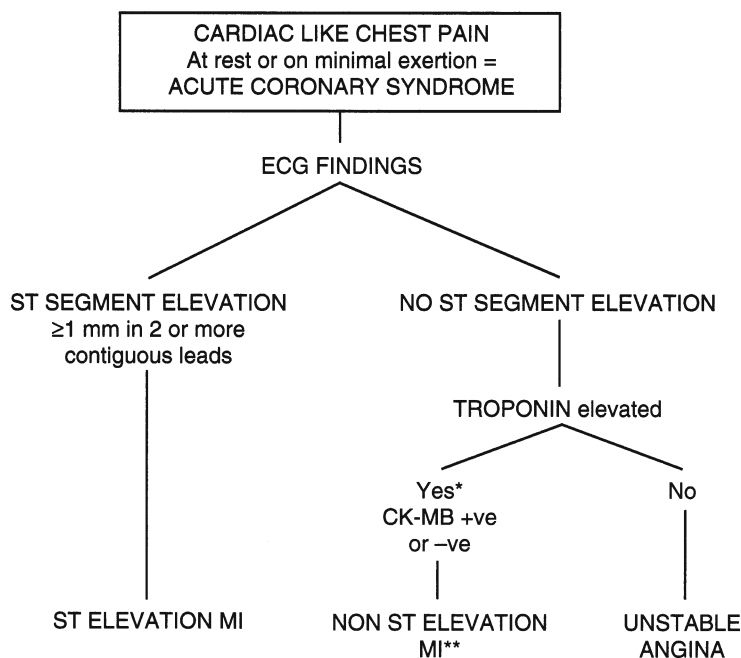 CARDIAC LIKE CHEST PAIN
At rest or on minimal exertion =
ACUTE CORONARY SYNDROME
ECG FINDINGS
ST SEGMENT ELEVATION
≥1 mm in 2 or more
contiguous leads
NO ST SEGMENT ELEVATION
TROPONIN elevated
Yes*
CK-MB +ve
or –ve
No
ST ELEVATION MI
NON ST ELEVATION
MI**
UNSTABLE
ANGINA